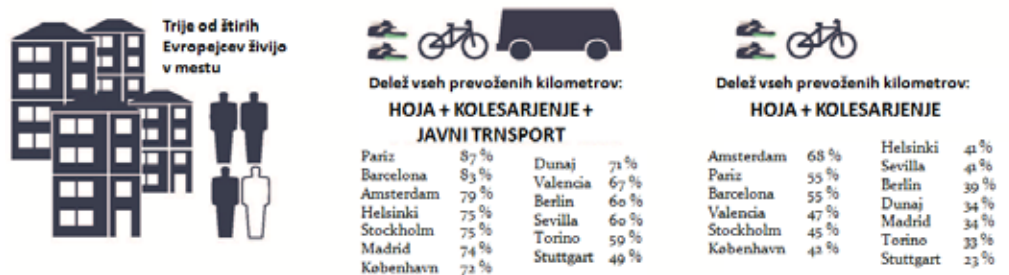 Trije od štirih
Evropejcev živijo
v mestu
Delež vseh prevoženih kilometrov:
HOJA + KOLESARJENJE +
JAVNI TRNSPORT
Pariz 87 %
Barcelona 83 %
Amsterdam 79 %
Helsinki 75 %
Stockholm 75 %
Madrid 74 %
København 72 %
Dunaj 71 %
Valencia 67 %
Berlin 60 %
Sevilla 60 %
Torino 59 %
Stuttgart 49 %
Delež vseh prevoženih kilometrov:
HOJA + KOLESARJENJE
Amsterdam 68 %
Pariz 55 %
Barcelona 55 %
Valencia 47 %
Stockholm 45 %
København 42 %
Helsinki 41 %
Sevilla 41 %
Berlin 39 %
Dunaj 34 %
Madrid 34 %
Torino 33 %
Stuttgart 23 %